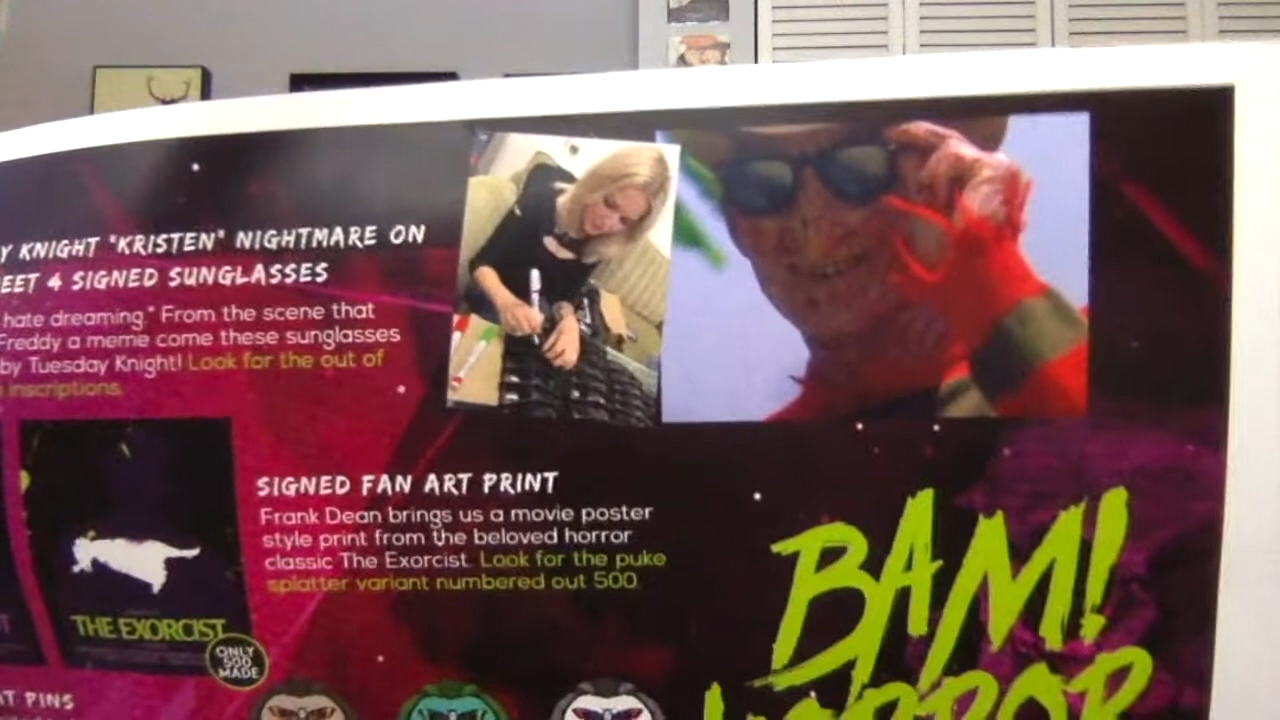 Y KNIGHT "KRISTEN" NIGHTMARE ON
EET 4 SIGNED SUNGLASSES
hate dreaming." From the scene that
Freddy a meme come these sunglasses
by Tuesday Knight! Look for the out of
inscriptions.
SIGNED FAN ART PRINT
Frank Dean brings us a movie poster
style print from the beloved horror
classic The Exorcist. Look for the puke
splatter variant numbered out 500.
THE EXORCIST
ONLY
500
MADE
BAM!
HORROR
AT PINS